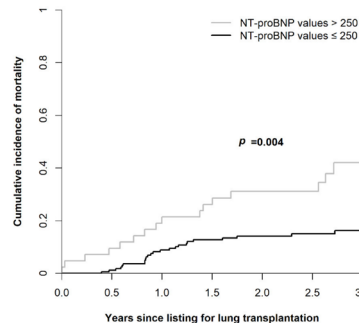 NT-proBNP values > 250
NT-proBNP values ≤ 250
p =0.004
Cumulative incidence of mortality
1
0.8
0.6
0.4
0.2
0
0.0 0.5 1.0 1.5 2.0 2.5
Years since listing for lung transplantation